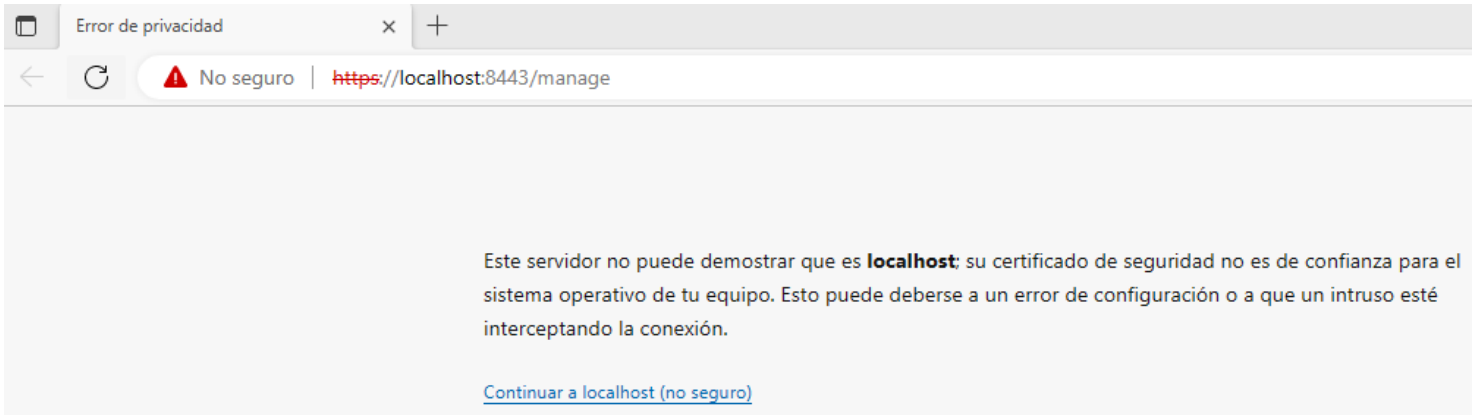 Error de privacidad
No seguro | https://localhost:8443/manage
Este servidor no puede demostrar que es localhost; su certificado de seguridad no es de confianza para el
sistema operativo de tu equipo. Esto puede deberse a un error de configuración o a que un intruso esté
interceptando la conexión.
Continuar a localhost (no seguro)